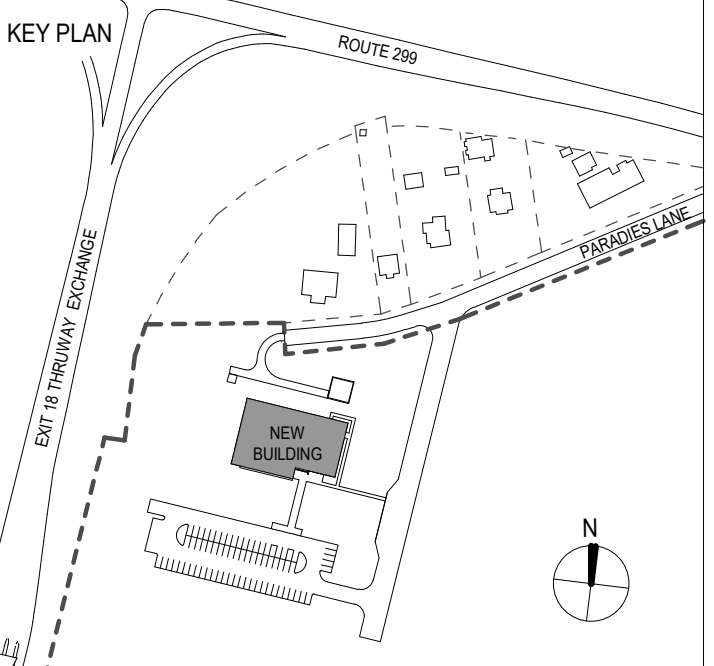 KEY PLAN
ROUTE 299
PARADIES LANE
EXIT 18 THRUWAY EXCHANGE
NEW
BUILDING
N